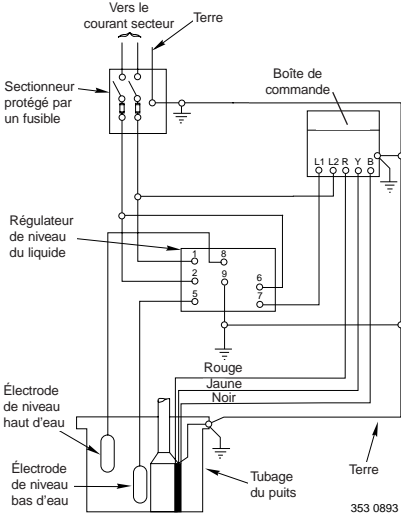 Vers le
courant secteur
Terre
Sectionneur
protégé par
un fusible
Boîte de
commande
L1 L2 R Y B
Régulateur
de niveau
du liquide
1
8
2
9
6
5
7
Rouge
Jaune
Noir
Électrode
de niveau
haut d'eau
Électrode
de niveau
bas d'eau
Tubage
du puits
Terre
353 0893